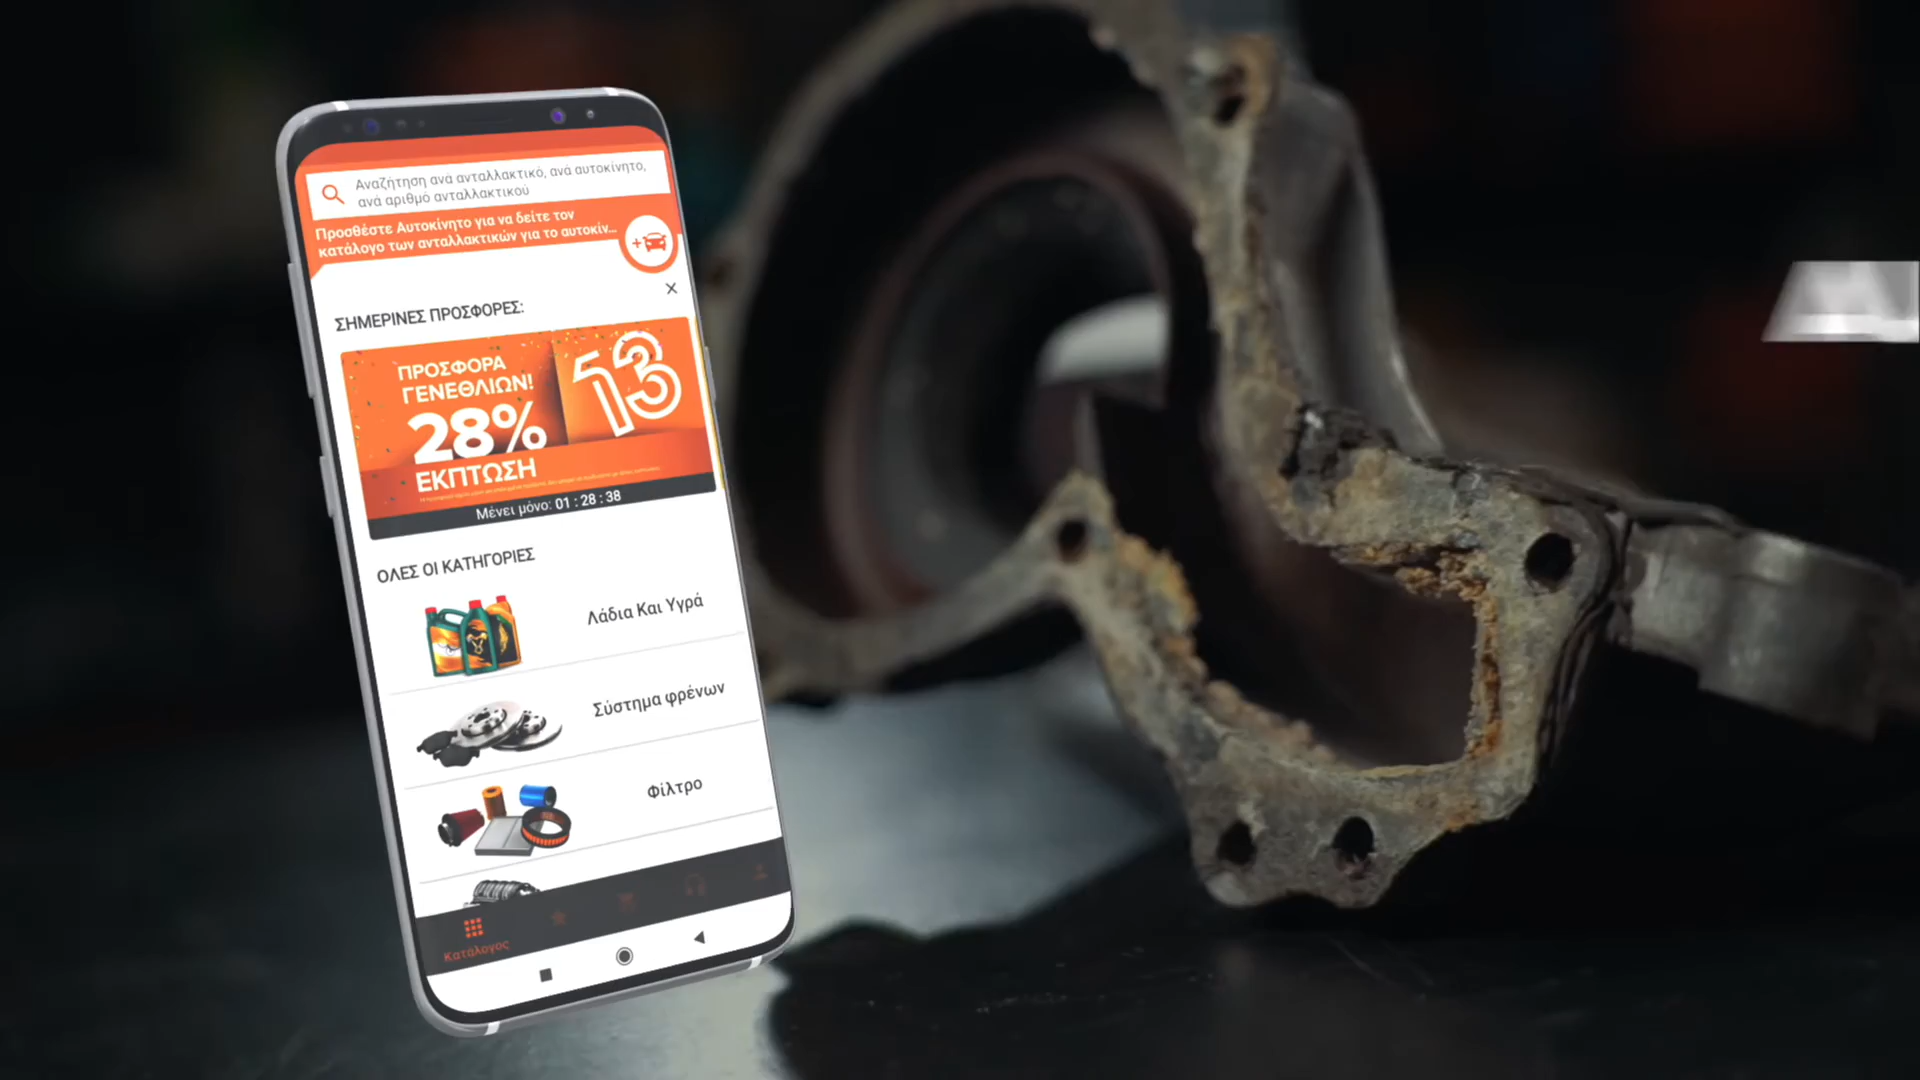 Αναζήτηση ανά ανταλλακτικό, ανά αυτοκίνητο,
ανά αριθμό ανταλλακτικού
Προσθέστε Αυτοκίνητο για να δείτε τον
κατάλογο των ανταλλακτικών για το αυτοκίν...
ΣΗΜΕΡΙΝΕΣ ΠΡΟΣΦΟΡΕΣ:
ΠΡΟΣΦΟΡΑ
ΓΕΝΕΘΛΙΩΝ!
28%
ΕΚΠΤΩΣΗ
13
Μένει μόνο: 01 : 28 : 38
ΟΛΕΣ ΟΙ ΚΑΤΗΓΟΡΙΕΣ
Λάδια Και Υγρά
Σύστημα φρένων
Φίλτρο
Κατάλογος